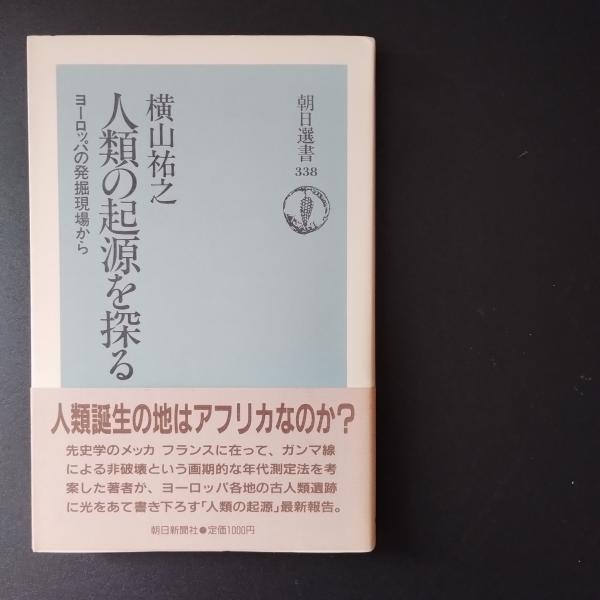 朝日選書
338
横山祐之
人類の起源を探る
ヨーロッパの発掘現場から
人類誕生の地はアフリカなのか?
先史学のメッカ フランスに在って、ガンマ線
による非破壊という画期的な年代測定法を考
案した著者が、ヨーロッパ各地の古人類遺跡
に光をあて書き下ろす「人類の起源」最新報告。
朝日新聞社●定価1000円